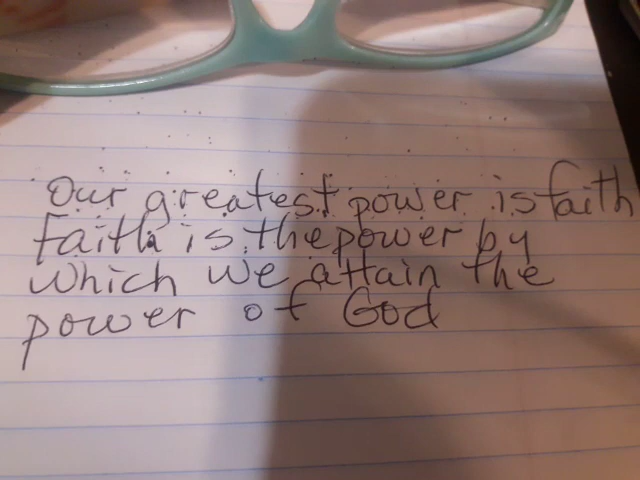 Our greatest power is faith
faith is the power by
which we attain the
power of God